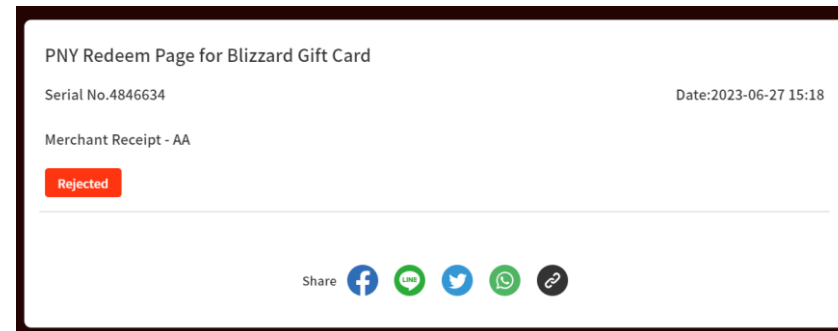 PNY Redeem Page for Blizzard Gift Card
Serial No.4846634 Date:2023-06-27 15:18
Merchant Receipt - AA
Rejected
Share LINE